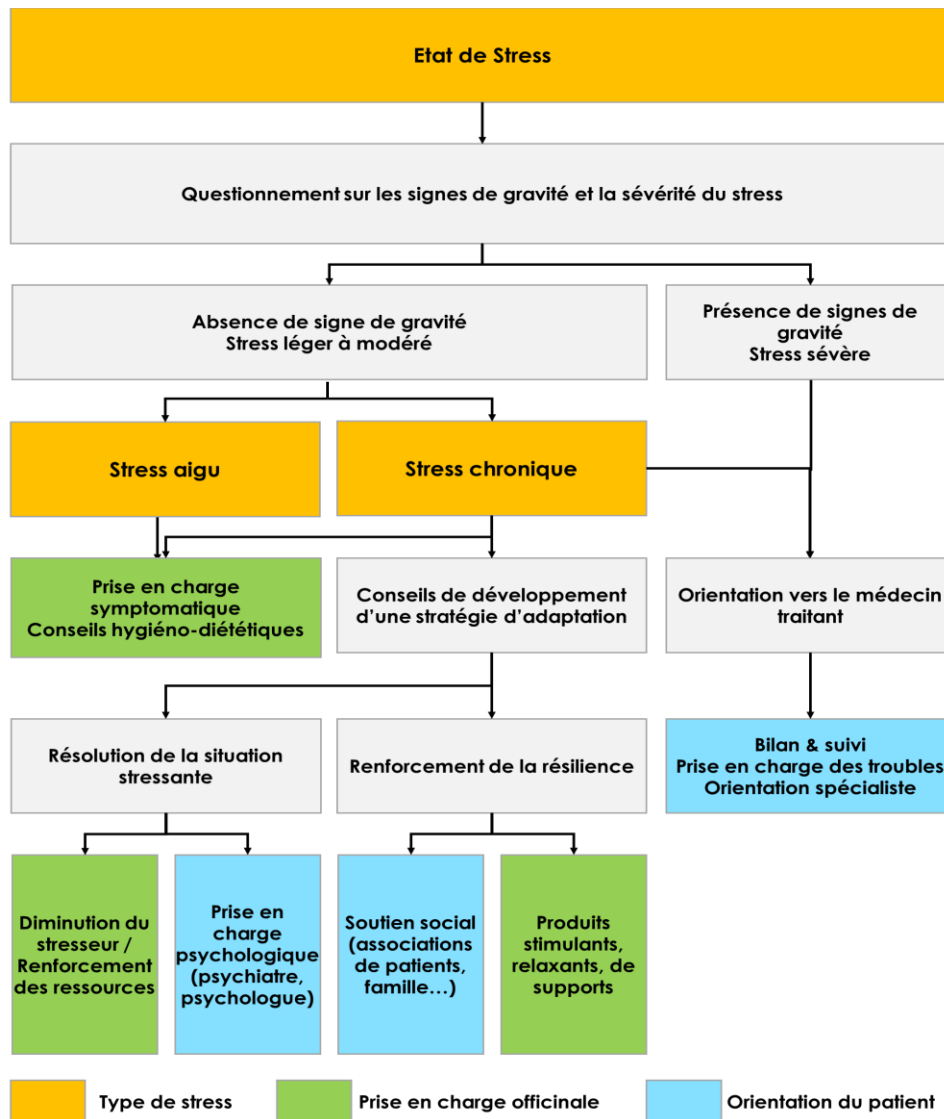 Etat de Stress
Questionnement sur les signes de gravité et la sévérité du stress
Absence de signe de gravité
Stress léger à modéré
Présence de signes de
gravité
Stress sévère
Stress aigu
Stress chronique
Prise en charge
symptomatique
Conseils hygiéno-diététiques
Conseils de développement
d'une stratégie d'adaptation
Orientation vers le médecin
traitant
Résolution de la situation
stressante
Renforcement de la résilience
Bilan & suivi
Prise en charge des troubles
Orientation spécialiste
Diminution du
stresseur /
Renforcement
des ressources
Prise en
charge
psychologique
(psychiatre,
psychologue)
Soutien social
(associations
de patients,
famille…)
Produits
stimulants,
relaxants, de
supports
Type de stress
Prise en charge officinale
Orientation du patient